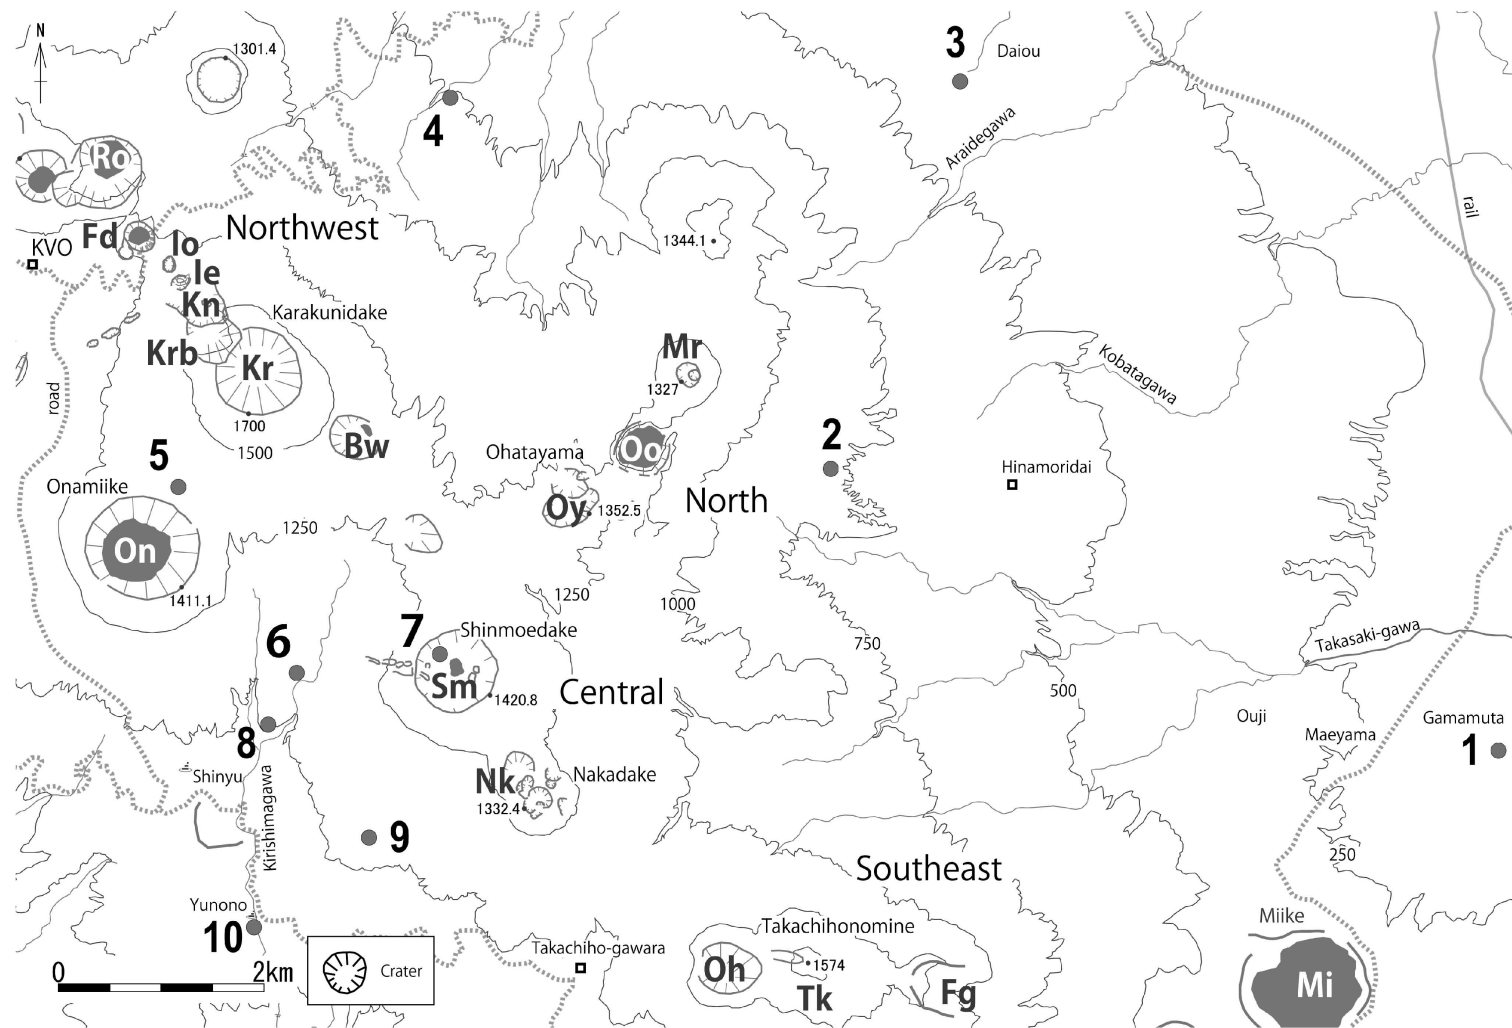 N
1301.4
3
Daiou
4
Araidegawa
Ro
rail
Northwest
Fd
Io
KVO
1344.1
Ie
Kn
Karakunidake
Krb
Kr
Mr
Kobatagawa
1327
road
1700
1500
Bw
Ohatayama
Oo
2
5
Hinamoridai
Onamiike
Oy
1352.5
North
1250
On
1411.1
1250
1000
7
Shinmoedake
6
750
Takasaki-gawa
Sm
1420.8
Central
500
Ouji
Gamamuta
8
Maeyama
1
Shinyu
Nk
Nakadake
1332.4
Kirishimagawa
9
250
Southeast
Yunono
10
Miike
Takachihonomine
Takachiho-gawara
0
2km
Crater
Oh
1574
Tk
Fg
Mi